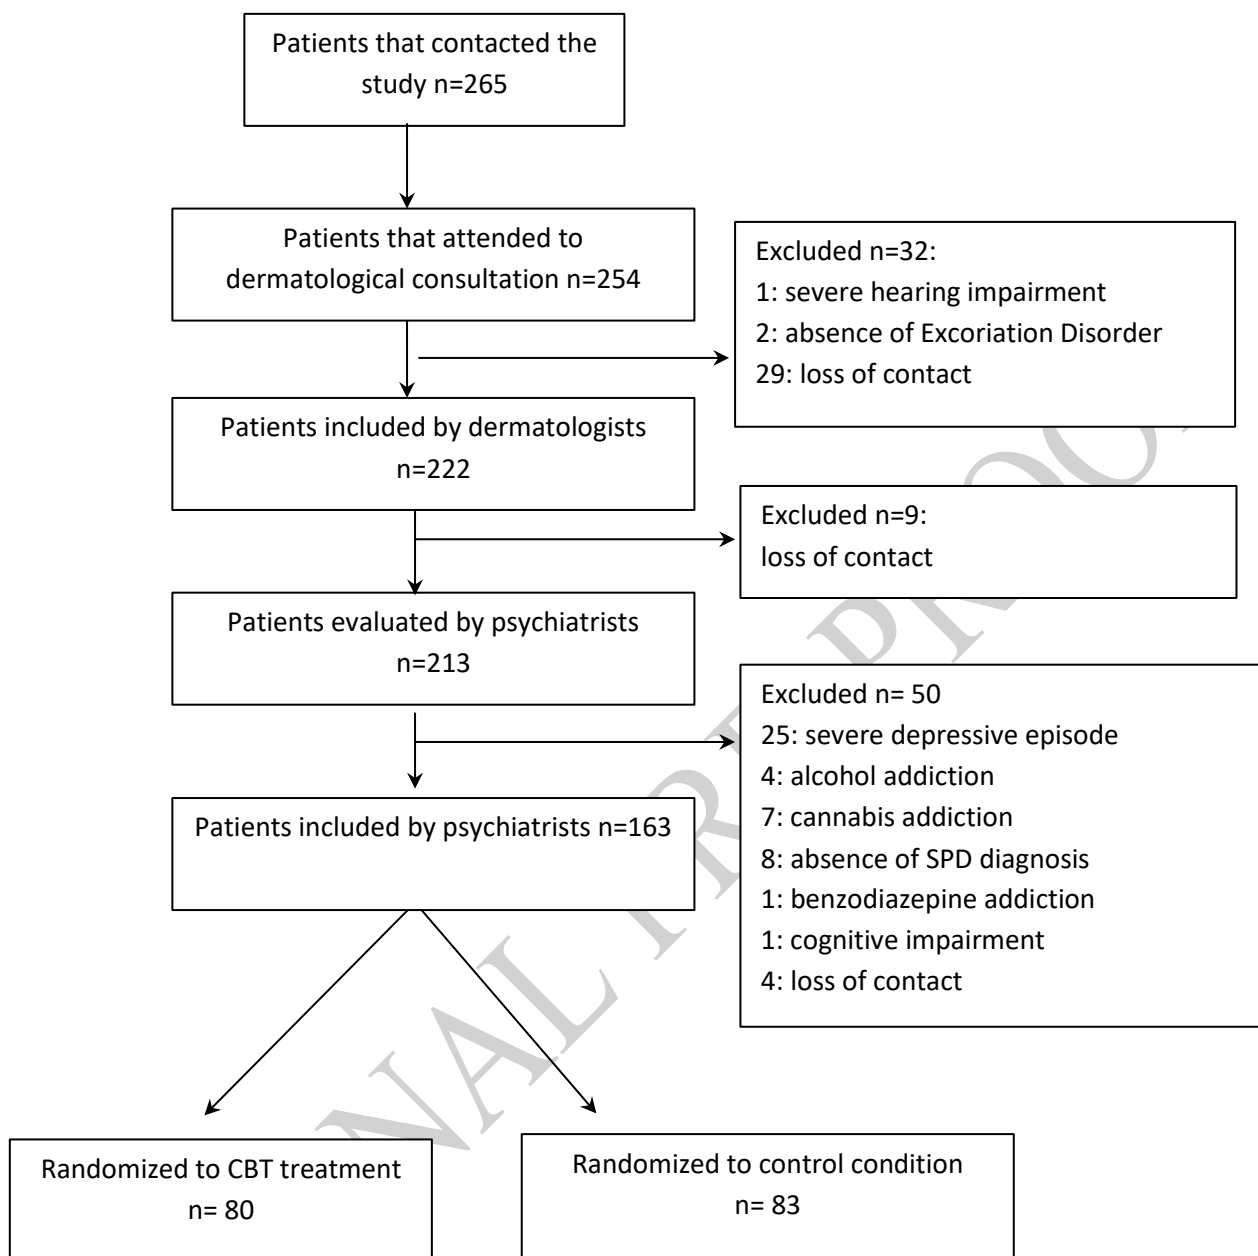 Patients that contacted the
study n=265
Patients that attended to
dermatological consultation n=254
Excluded n=32:
1: severe hearing impairment
2: absence of Excoriation Disorder
29: loss of contact
Patients included by dermatologists
n=222
Excluded n=9:
loss of contact
Patients evaluated by psychiatrists
n=213
Excluded n= 50
25: severe depressive episode
4: alcohol addiction
7: cannabis addiction
8: absence of SPD diagnosis
1: benzodiazepine addiction
1: cognitive impairment
4: loss of contact
Patients included by psychiatrists n=163
Randomized to CBT treatment
n= 80
Randomized to control condition
n= 83